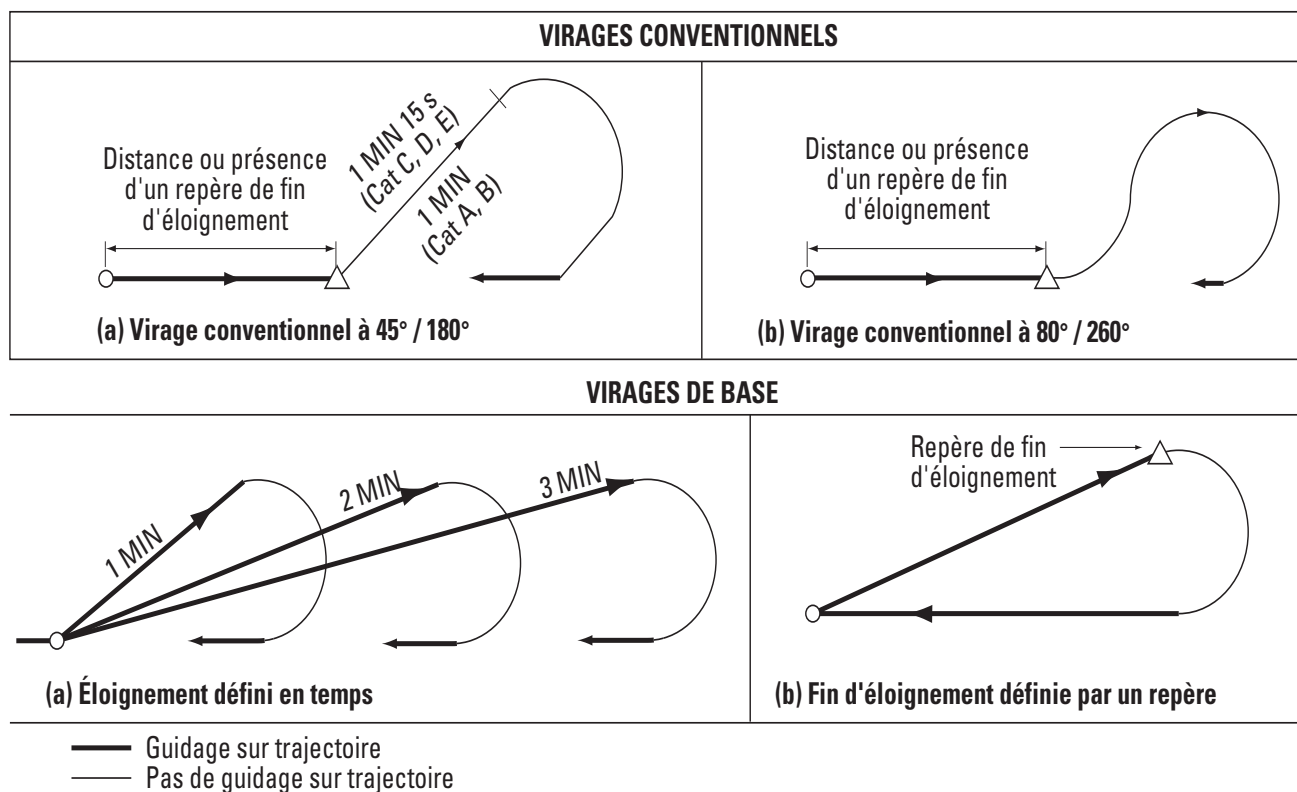 VIRAGES CONVENTIONNELS
Distance ou présence
d'un repère de fin
d'éloignement
1 MIN 15 s
(Cat C, D, E)
1 MIN
(Cat A, B)
(a) Virage conventionnel à 45° / 180°
Distance ou présence
d'un repère de fin
d'éloignement
(b) Virage conventionnel à 80° / 260°
VIRAGES DE BASE
1 MIN
2 MIN
3 MIN
(a) Éloignement défini en temps
Repère de fin
d'éloignement
(b) Fin d'éloignement définie par un repère
Guidage sur trajectoire
Pas de guidage sur trajectoire